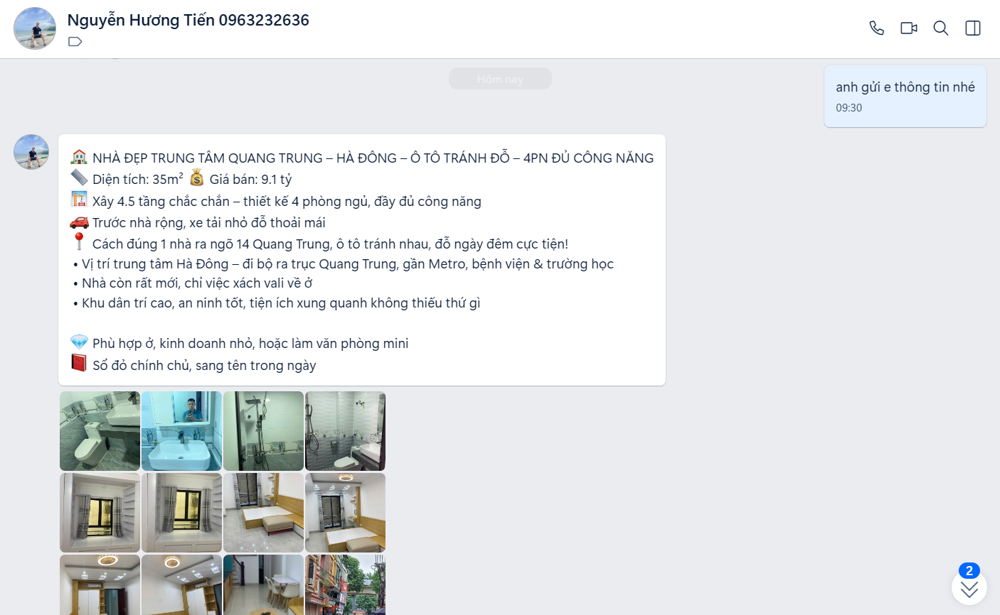 Nguyễn Hương Tiến 0963232636
Hôm nay
anh gửi e thông tin nhé
09:30
🏠 NHÀ ĐẸP TRUNG TÂM QUANG TRUNG – HÀ ĐÔNG – Ô TÔ TRÁNH ĐỖ – 4PN ĐỦ CÔNG NĂNG
📏 Diện tích: 35m² 💰 Giá bán: 9.1 tỷ
🏗 Xây 4.5 tầng chắc chắn – thiết kế 4 phòng ngủ, đầy đủ công năng
🚗 Trước nhà rộng, xe tải nhỏ đỗ thoải mái
📍 Cách đúng 1 nhà ra ngõ 14 Quang Trung, ô tô tránh nhau, đỗ ngày đêm cực tiện!
• Vị trí trung tâm Hà Đông – đi bộ ra trục Quang Trung, gần Metro, bệnh viện & trường học
• Nhà còn rất mới, chỉ việc xách vali về ở
• Khu dân trí cao, an ninh tốt, tiện ích xung quanh không thiếu thứ gì
💎 Phù hợp ở, kinh doanh nhỏ, hoặc làm văn phòng mini
📕 Sổ đỏ chính chủ, sang tên trong ngày
2